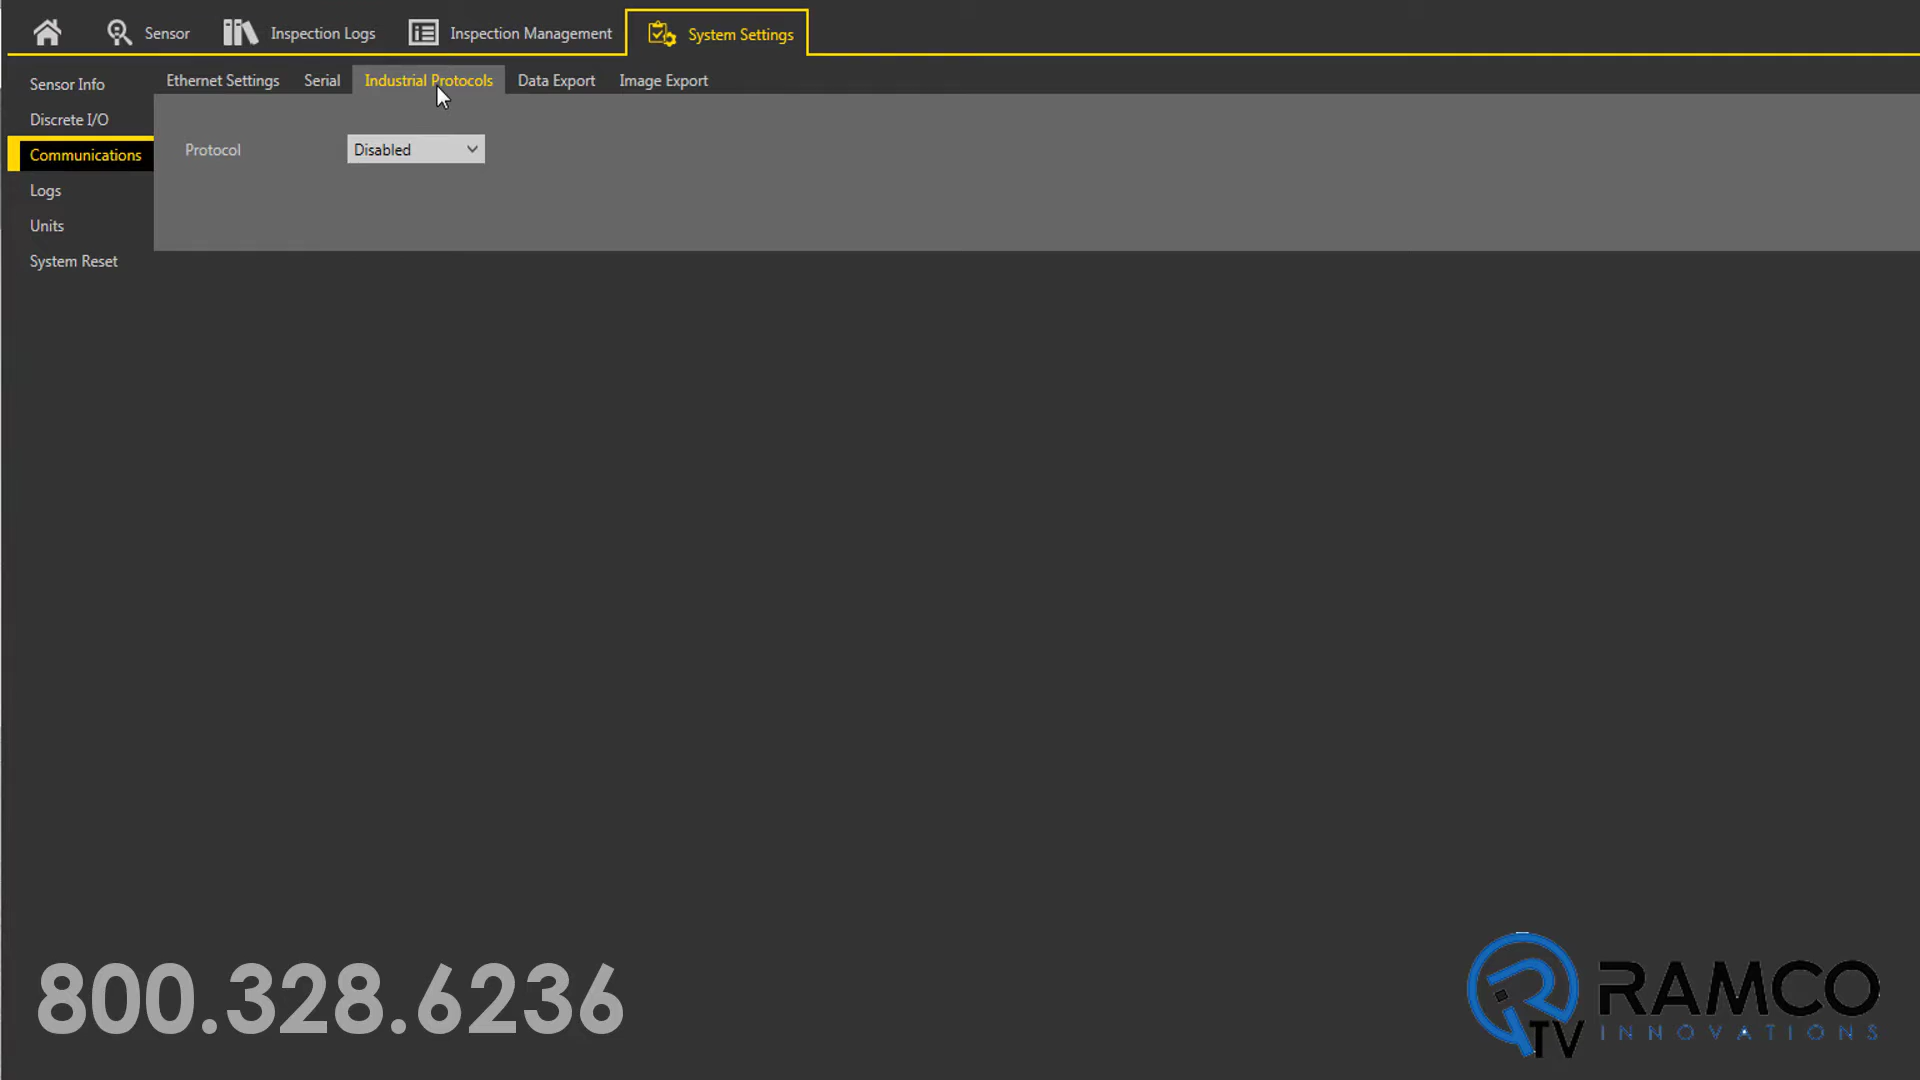 Sensor Inspection Logs Inspection Management System Settings
Sensor Info
Discrete I/O
Communications
Logs
Units
System Reset
Ethernet Settings Serial Industrial Protocols Data Export Image Export
Protocol Disabled
800.328.6236
TV
RAMCO
INNOVATIONS